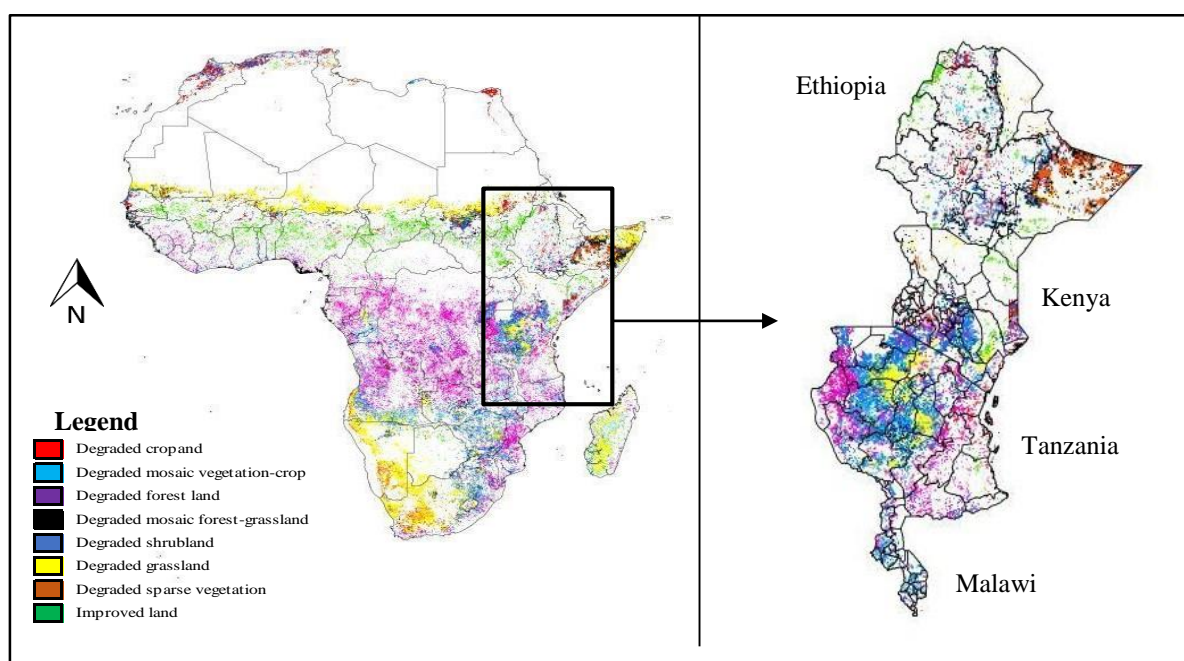 N
Legend
Degraded cropand
Degraded mosaic vegetation-crop
Degraded forest land
Degraded mosaic forest-grassland
Degraded shrubland
Degraded grassland
Degraded sparse vegetation
Improved land
Ethiopia
Kenya
Tanzania
Malawi